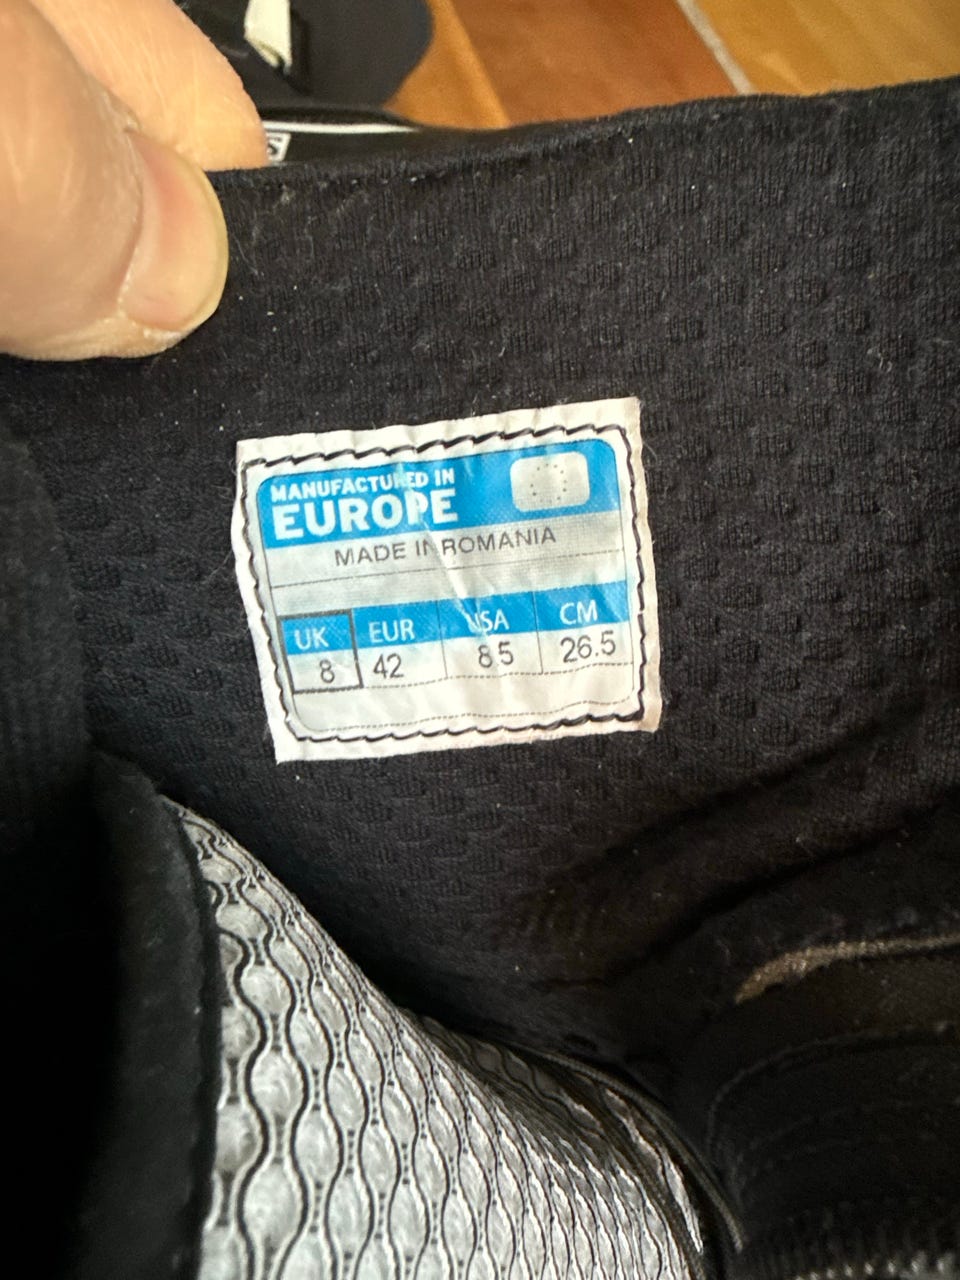 MANUFACTURED IN
EUROPE
MADE IN ROMANIA
UK EUR USA CM
8 42 8.5 26.5